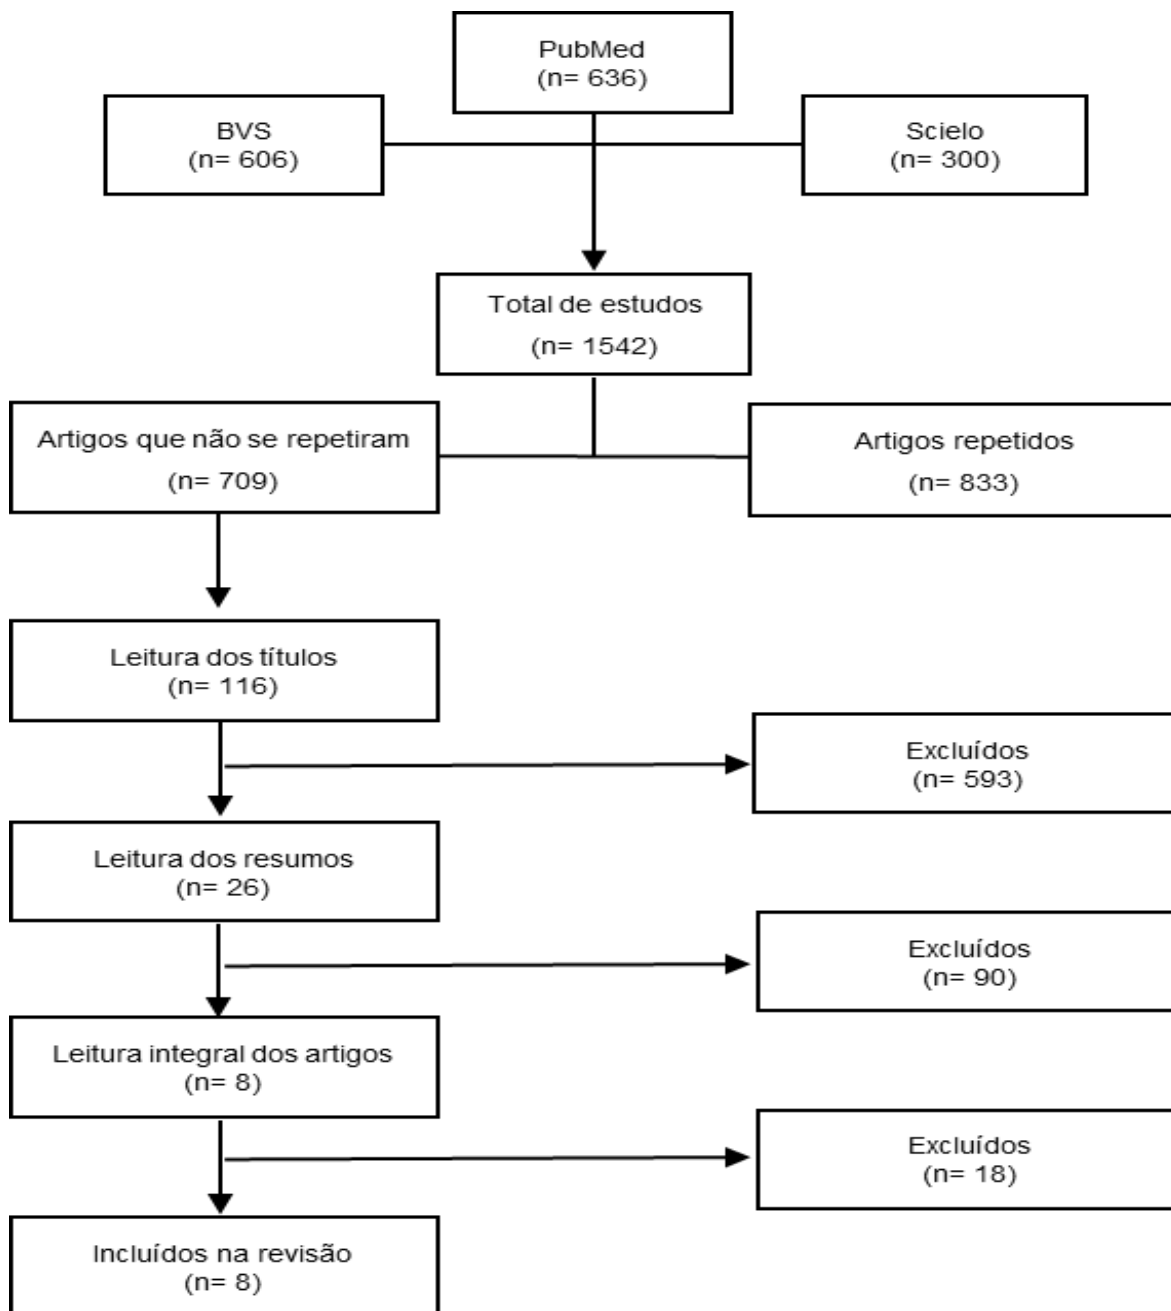 PubMed
(n= 636)
BVS
(n= 606)
Scielo
(n= 300)
Total de estudos
(n= 1542)
Artigos que não se repetiram
(n= 709)
Artigos repetidos
(n= 833)
Leitura dos títulos
(n= 116)
Excluídos
(n= 593)
Leitura dos resumos
(n= 26)
Excluídos
(n= 90)
Leitura integral dos artigos
(n= 8)
Excluídos
(n= 18)
Incluídos na revisão
(n= 8)